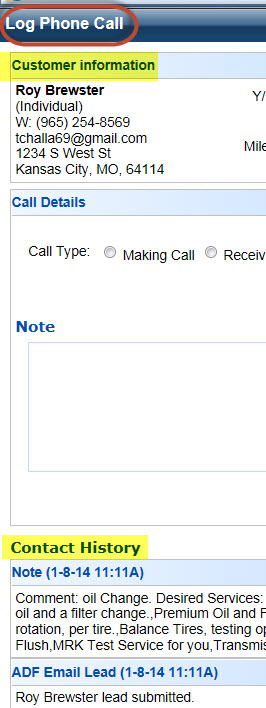 Log Phone Call
Customer information
Roy Brewster
(Individual) Y/
W: (965) 254-8569
tchalla69@gmail.com
1234 S West St Mile
Kansas City, MO, 64114
Call Details
Call Type: Making Call Receiv
Note
Contact History
Note (1-8-14 11:11A)
Comment: oil Change. Desired Services:
oil and a filter change.,Premium Oil and F
rotation, per tire.,Balance Tires, testing op
Flush,MRK Test Service for you,Transmis
ADF Email Lead (1-8-14 11:11A)
Roy Brewster lead submitted.